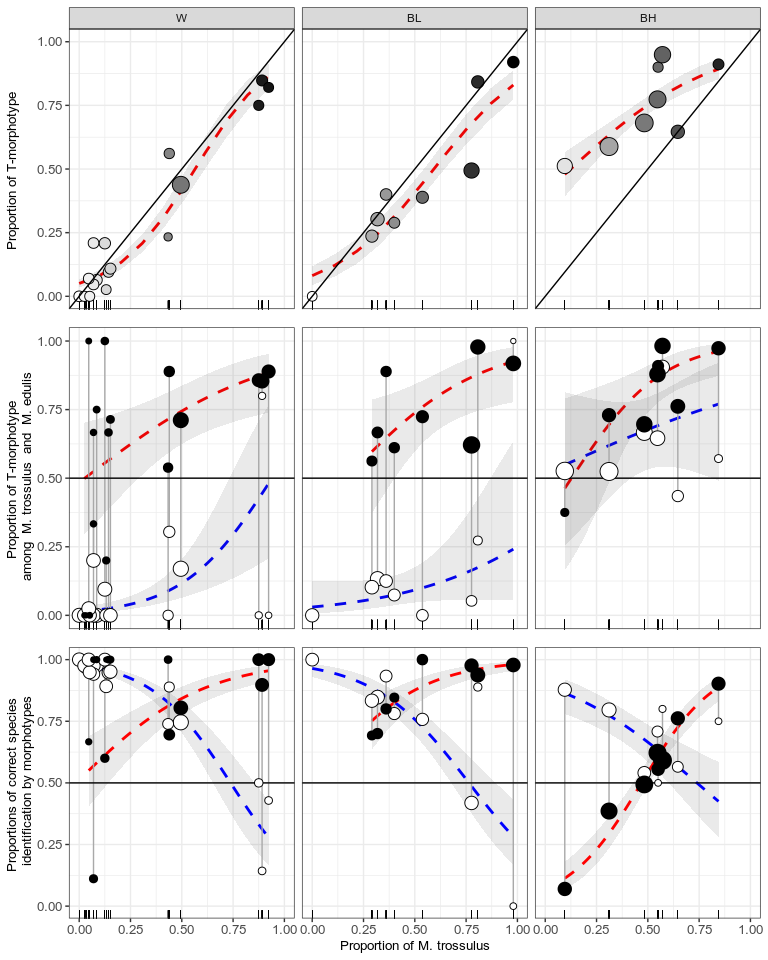 W
BL
BH
Proportion of T-morphotype
1.00
0.75
0.50
0.25
0.00
Proportion of T-morphotype
among M. trossulus and M. edulis
1.00
0.75
0.50
0.25
0.00
Proportions of correct species
identification by morphotypes
1.00
0.75
0.50
0.25
0.00
0.00 0.25 0.50 0.75 1.00
0.00 0.25 0.50 0.75 1.00
0.00 0.25 0.50 0.75 1.00
Proportion of M. trossulus